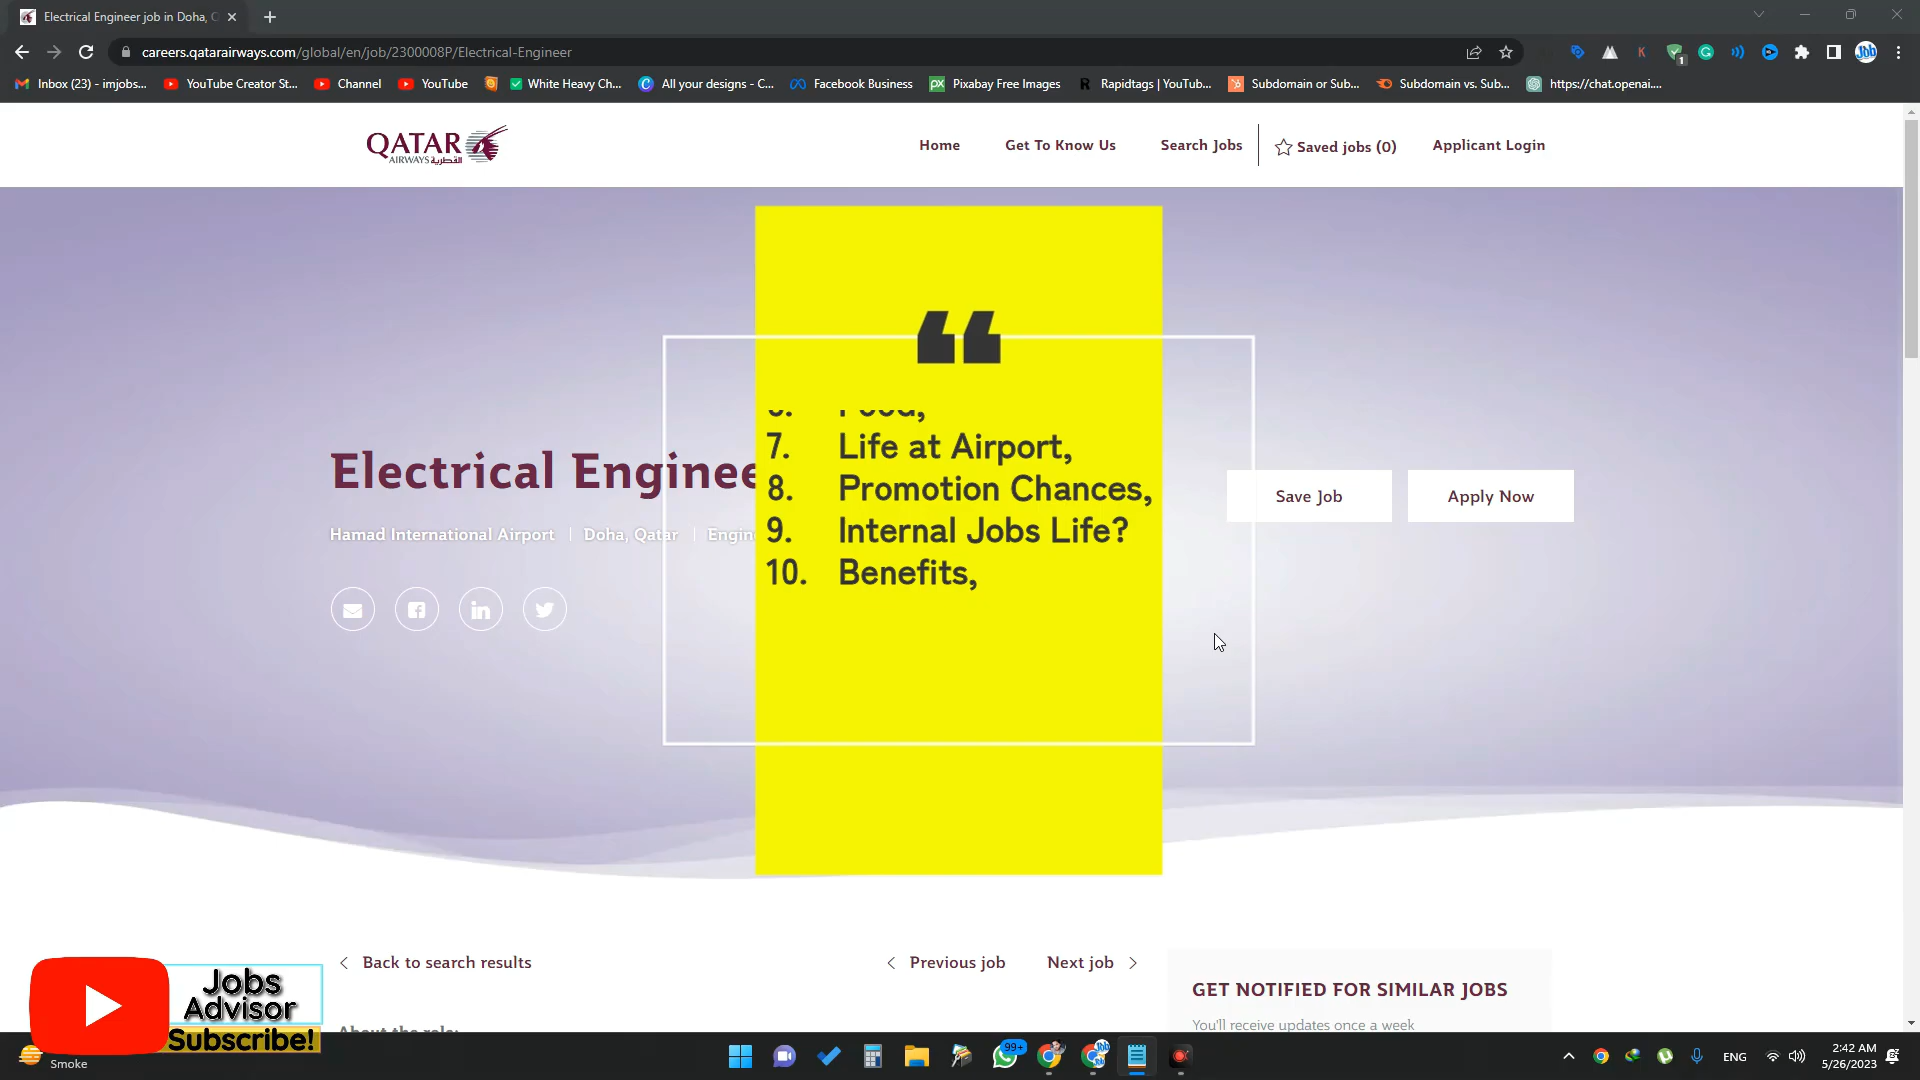 Electrical Engineer job in Doha,
careers.qatarairways.com/global/en/job/2300008P/Electrical-Engineer
Inbox (23) - imjobs...
YouTube Creator St...
Channel
YouTube
White Heavy Ch...
All your designs - C...
Facebook Business
Pixabay Free Images
Rapidtags | YouTub...
Subdomain or Sub...
Subdomain vs. Sub...
https://chat.openai....
QATAR
AIRWAYS القطرية
Home
Get To Know Us
Search Jobs
Saved jobs (0)
Applicant Login
“
Food,
7. Life at Airport,
8. Promotion Chances,
9. Internal Jobs Life?
10. Benefits,
Electrical Enginee
Save Job
Apply Now
Hamad International Airport | Doha, Qatar | Engin
Back to search results
Previous job
Next job
GET NOTIFIED FOR SIMILAR JOBS
You'll receive updates once a week
About the role:
Jobs
Advisor
Subscribe!
Smoke
99+
Jbb
ENG
2:42 AM
5/26/2023